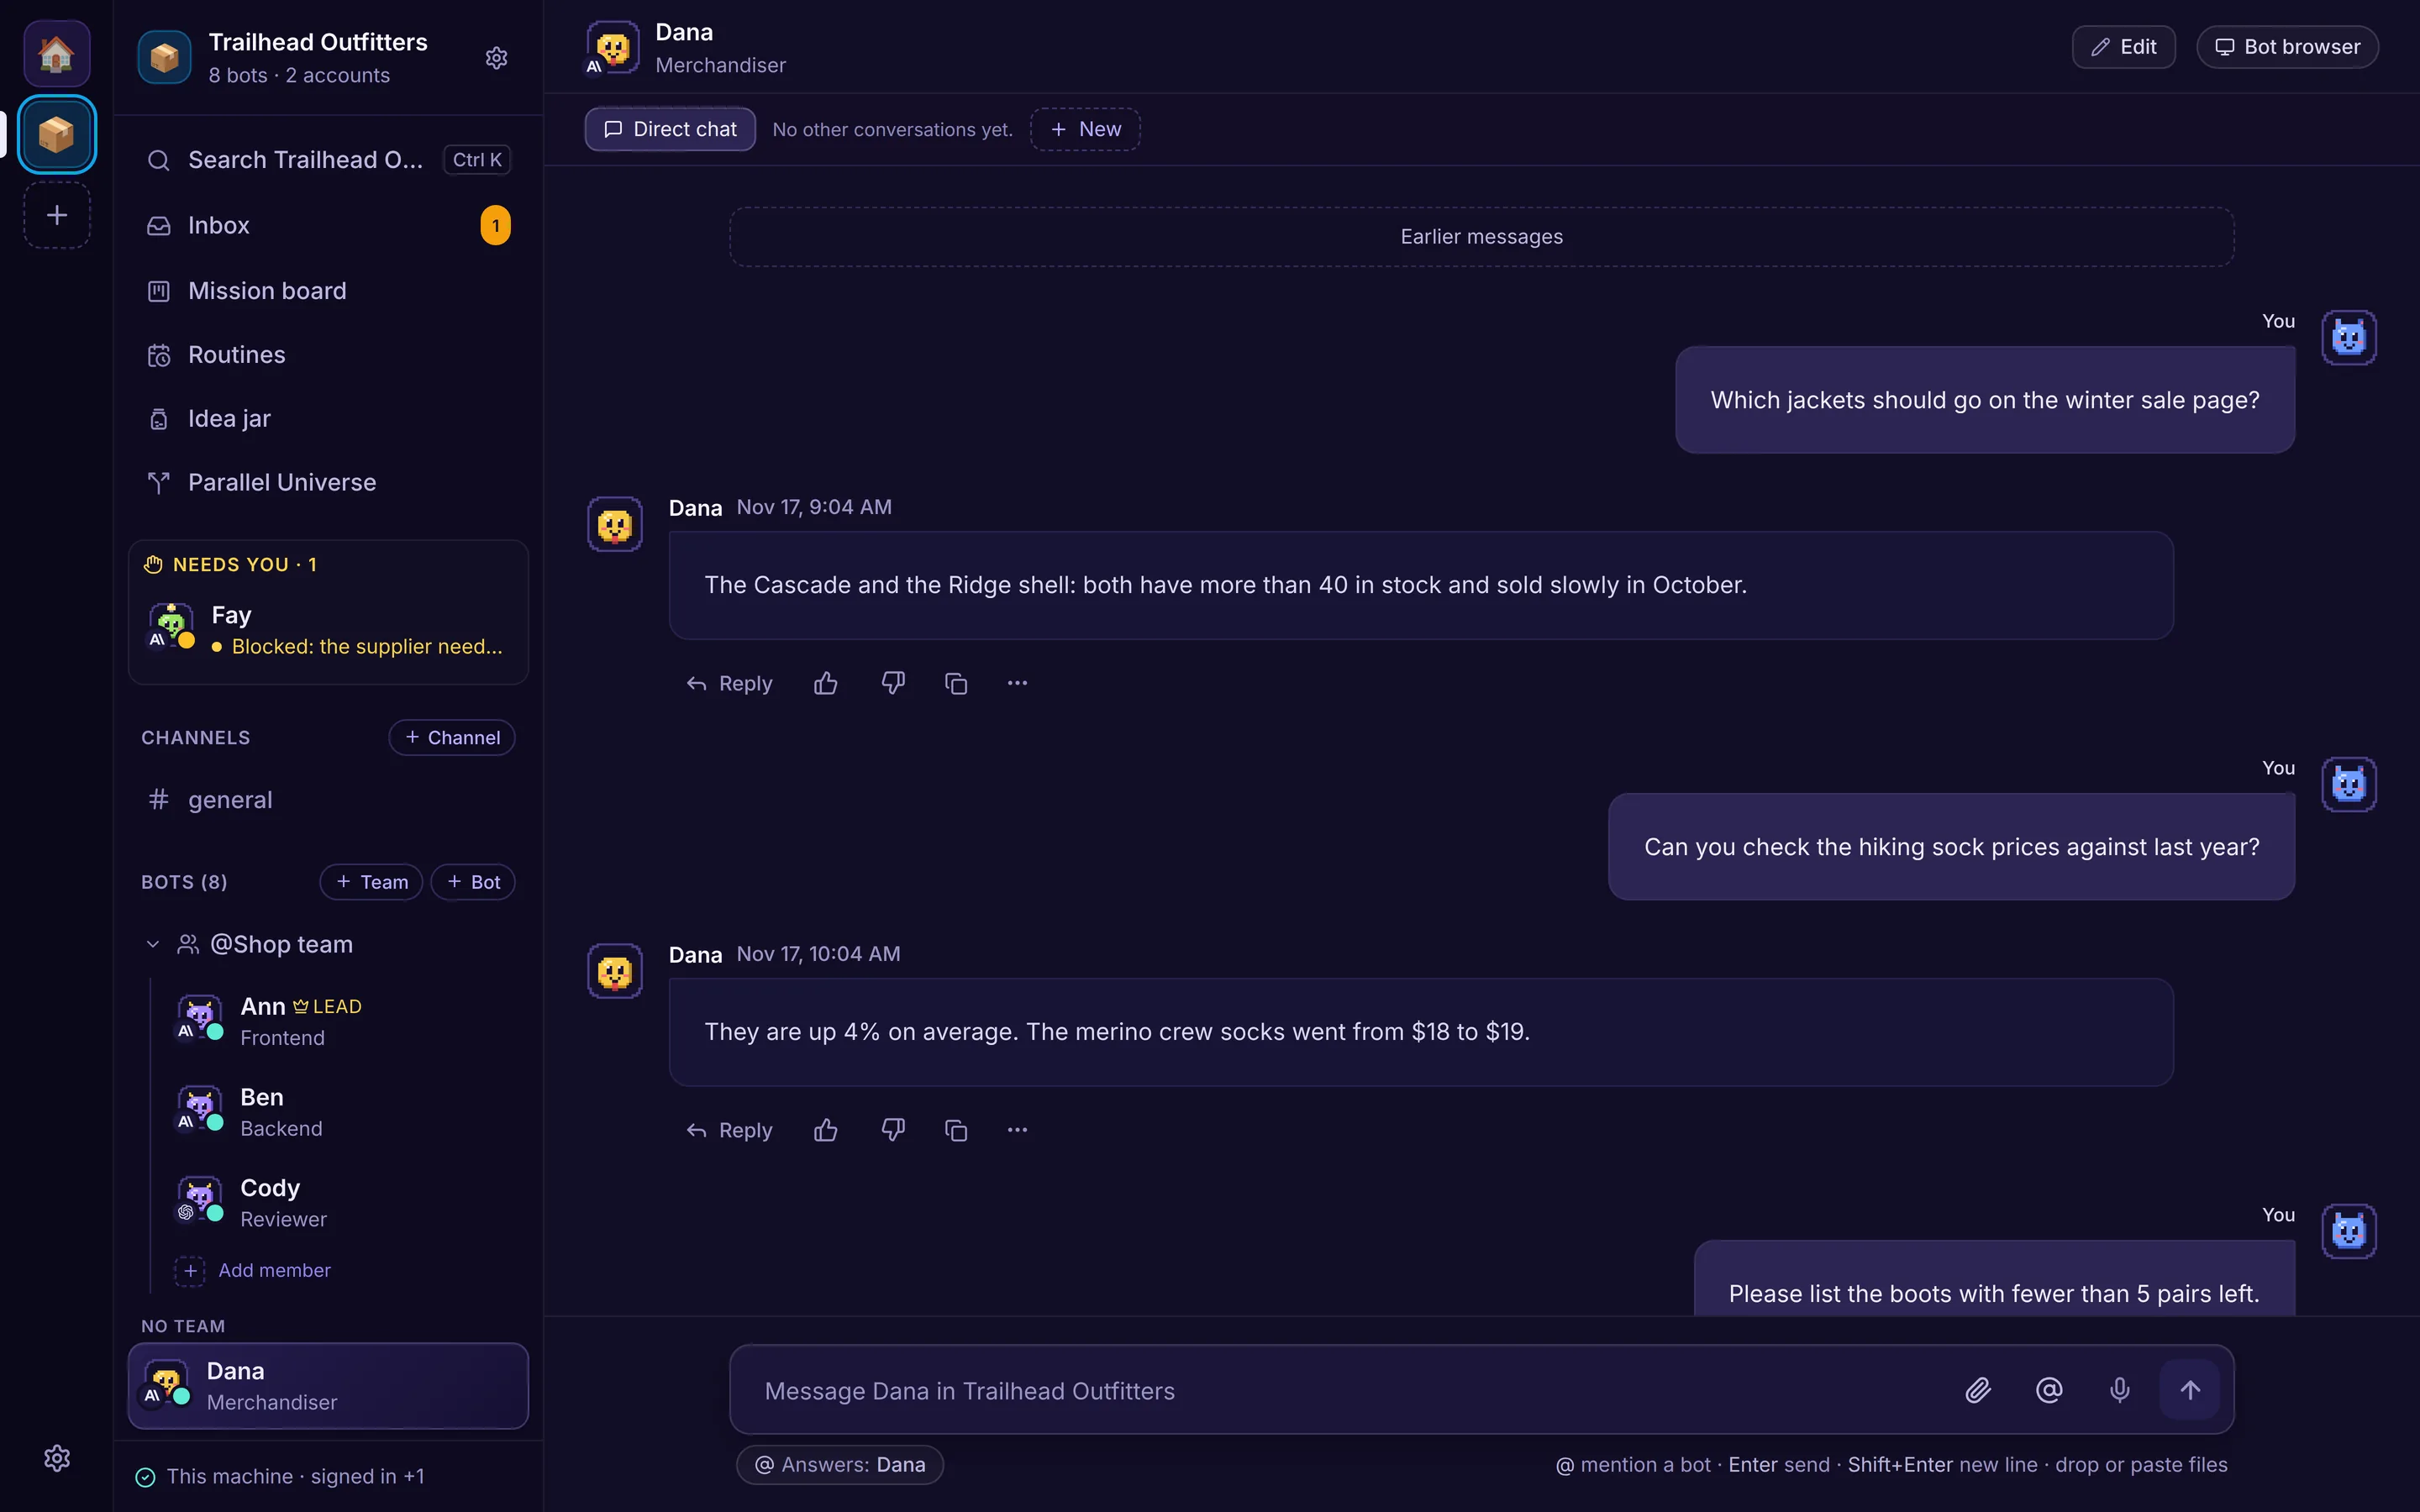 Trailhead Outfitters
8 bots · 2 accounts
Search Trailhead O...
Ctrl K
Inbox
1
Mission board
Routines
Idea jar
Parallel Universe
NEEDS YOU · 1
Fay
Blocked: the supplier need...
CHANNELS
+ Channel
# general
BOTS (8)
+ Team
+ Bot
@Shop team
Ann LEAD
Frontend
Ben
Backend
Cody
Reviewer
+ Add member
NO TEAM
Dana
Merchandiser
This machine · signed in +1
Dana
Merchandiser
Edit
Bot browser
Direct chat
No other conversations yet.
+ New
Earlier messages
You
Which jackets should go on the winter sale page?
Dana Nov 17, 9:04 AM
The Cascade and the Ridge shell: both have more than 40 in stock and sold slowly in October.
Reply
You
Can you check the hiking sock prices against last year?
Dana Nov 17, 10:04 AM
They are up 4% on average. The merino crew socks went from $18 to $19.
Reply
You
Please list the boots with fewer than 5 pairs left.
Message Dana in Trailhead Outfitters
@ Answers: Dana
@ mention a bot · Enter send · Shift+Enter new line · drop or paste files